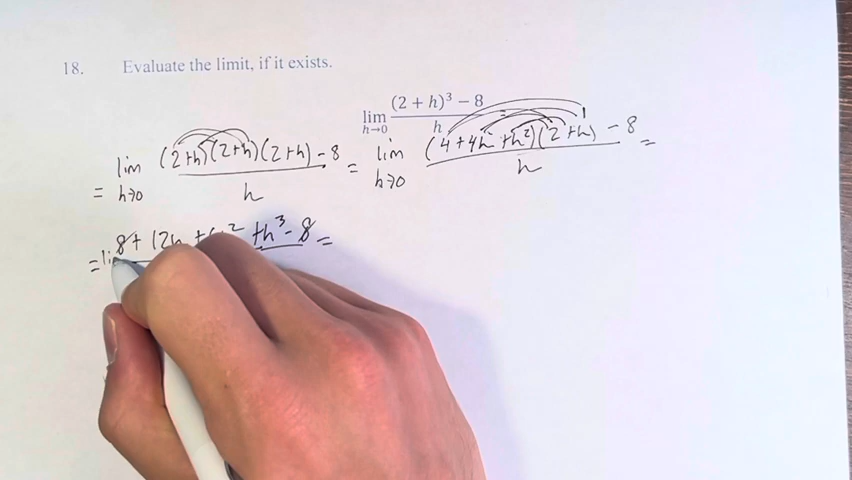 18. Evaluate the limit, if it exists.
lim h→0 (2 + h)³ − 8 / h =
= lim h→0 (2+h)(2+h)(2+h) − 8 / h = lim h→0 (4 + 4h + h²)(2 + h) − 8 / h =
= 8 + 12h + h³ − 8 =